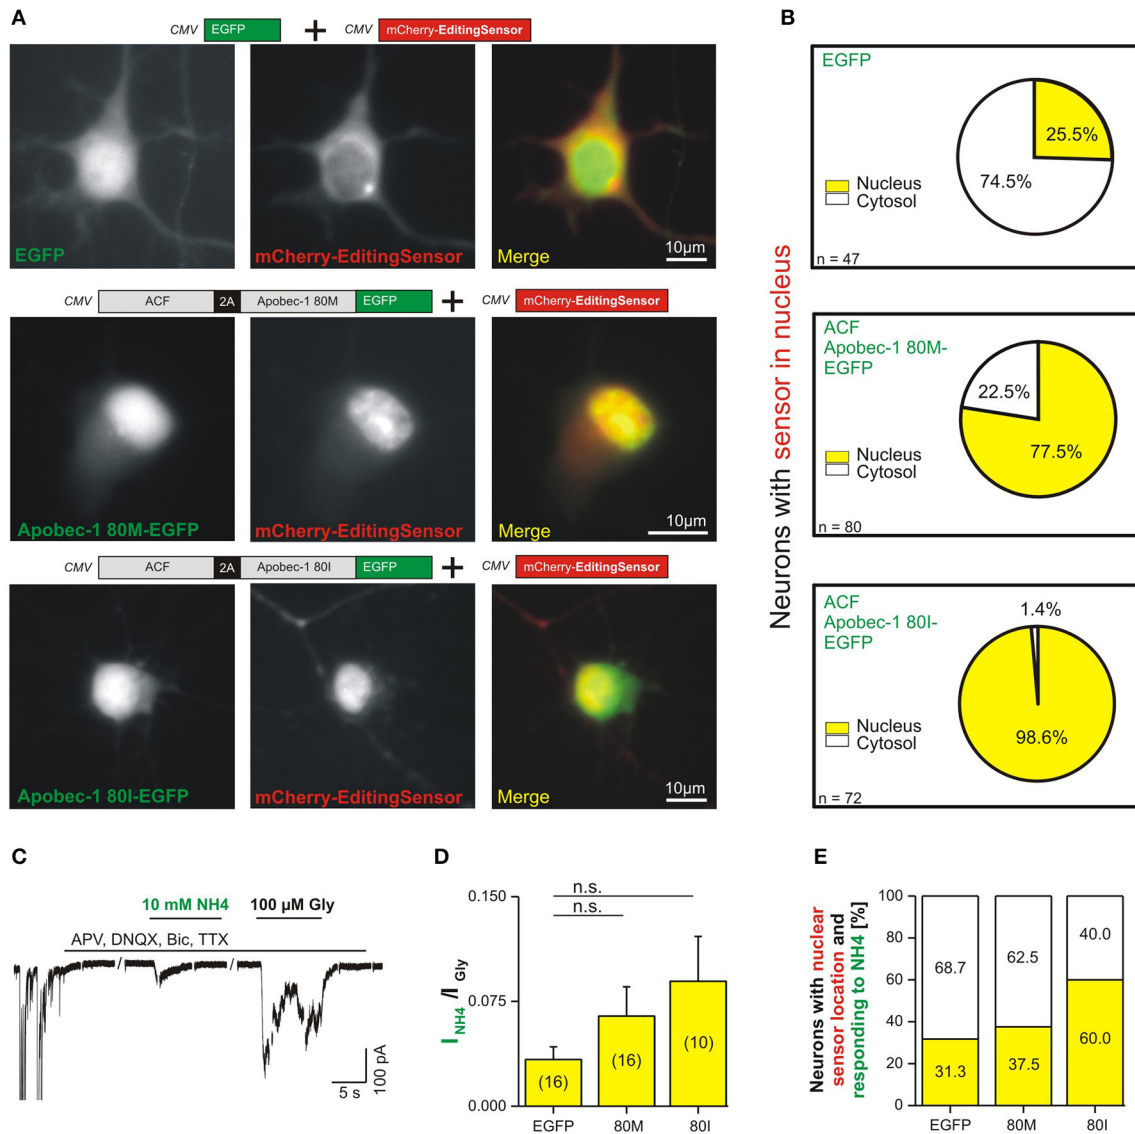 A
CMV EGFP + CMV mCherry-EditingSensor
EGFP
mCherry-EditingSensor
Merge
10µm
CMV ACF 2A Apobec-1 80M EGFP + CMV mCherry-EditingSensor
Apobec-1 80M-EGFP
mCherry-EditingSensor
Merge
10µm
CMV ACF 2A Apobec-1 80I EGFP + CMV mCherry-EditingSensor
Apobec-1 80I-EGFP
mCherry-EditingSensor
Merge
10µm
B
Neurons with sensor in nucleus
EGFP
25.5%
74.5%
Nucleus
Cytosol
n = 47
ACF
Apobec-1 80M-
EGFP
22.5%
77.5%
Nucleus
Cytosol
n = 80
ACF
Apobec-1 80I-
EGFP
1.4%
98.6%
Nucleus
Cytosol
n = 72
C
10 mM NH4
100 µM Gly
APV, DNQX, Bic, TTX
/ /
5 s
100 pA
D
I NH4 /I Gly
0.150
0.075
0.000
n.s.
n.s.
(16)
(16)
(10)
EGFP 80M 80I
E
Neurons with nuclear
sensor location and
responding to NH4 [%]
100
80
60
40
20
0
68.7
62.5
40.0
31.3
37.5
60.0
EGFP 80M 80I